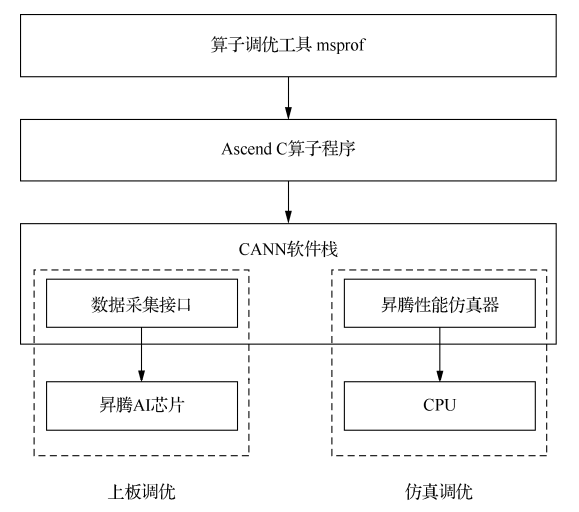 算子调优工具 msprof
Ascend C算子程序
CANN软件栈
数据采集接口
昇腾性能仿真器
昇腾AI芯片
CPU
上板调优
仿真调优